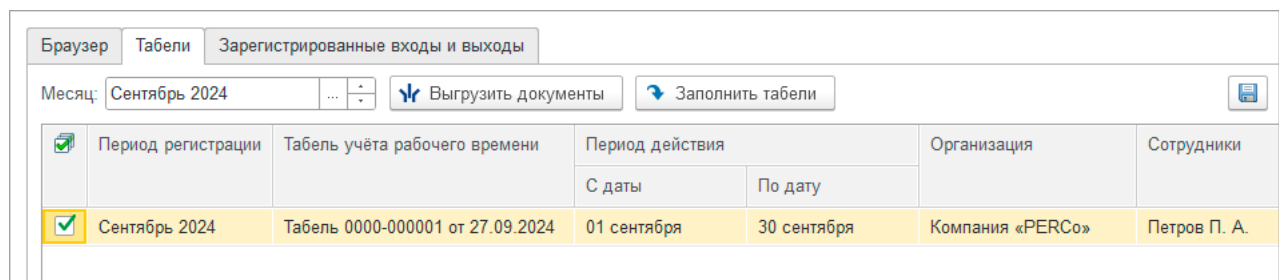 Браузер Табели Зарегистрированные входы и выходы
Месяц: Сентябрь 2024 ... Выгрузить документы Заполнить табели
Период регистрации Табель учёта рабочего времени Период действия Организация Сотрудники
С даты По дату
Сентябрь 2024 Табель 0000-000001 от 27.09.2024 01 сентября 30 сентября Компания «PERCo» Петров П. А.